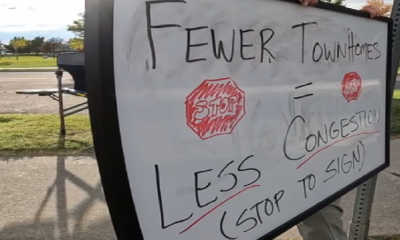 FEWER TOWNHOMES
STOP = STOP
LESS CONGESTION
(STOP TO SIGN)